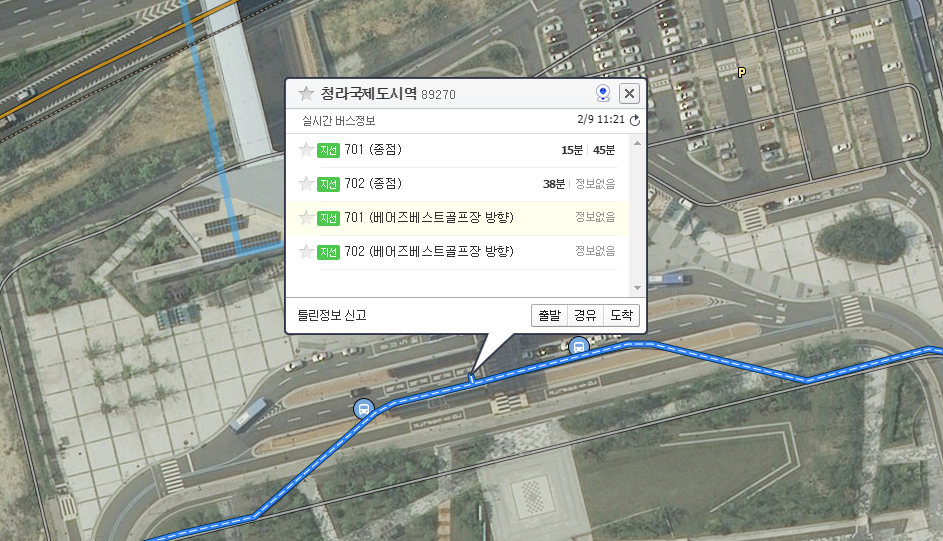 P
청라국제도시역 89270
실시간 버스정보 2/9 11:21
지선 701 (종점) 15분 45분
지선 702 (종점) 38분 정보없음
지선 701 (베어즈베스트골프장 방향) 정보없음
지선 702 (베어즈베스트골프장 방향) 정보없음
틀린정보 신고 출발 경유 도착